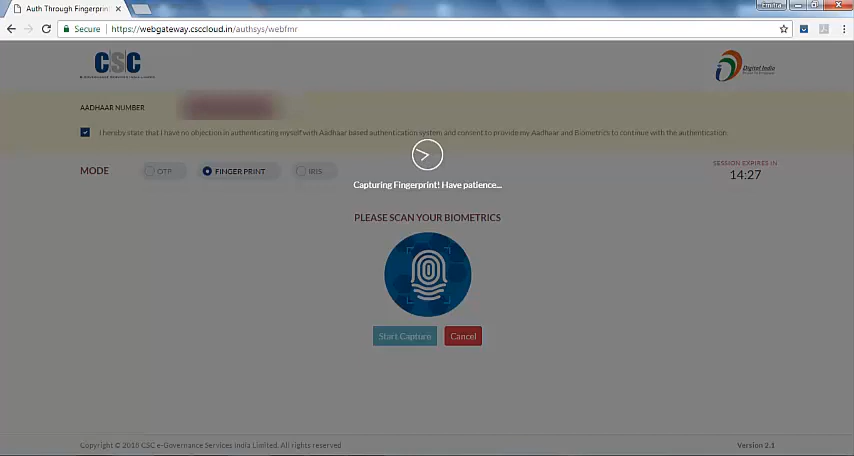 Auth Through Fingerprin
Emitra
Secure
https://webgateway.csccloud.in/authsys/webfmr
CSC
Digital India
AADHAAR NUMBER
I hereby state that i have no objection in authenticating myself with Aadhaar based authentication system and consent to provide my Aadhaar and Biometrics to continue with the authentication.
MODE
OTP
FINGER PRINT
IRIS
SESSION EXPIRES IN
14:27
Capturing Fingerprint! Have patience...
PLEASE SCAN YOUR BIOMETRICS
Start Capture
Cancel
Copyright © 2018 CSC e-Governance Services India Limited. All rights reserved
Version 2.1